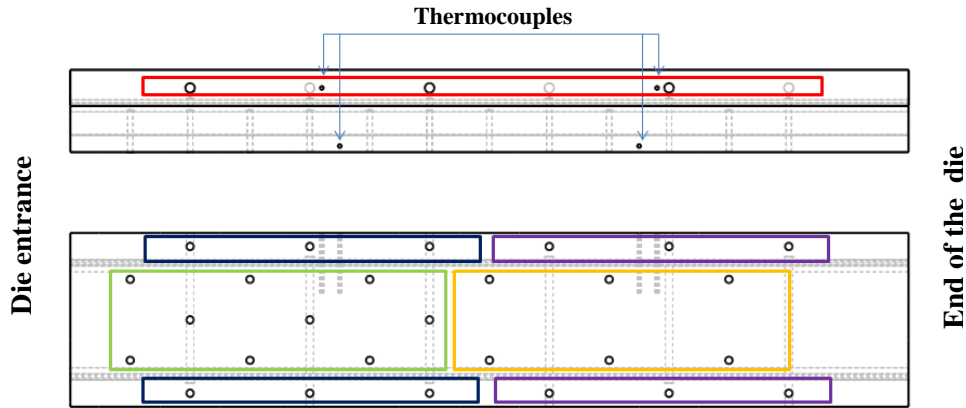 Thermocouples
Die entrance
End of the  die